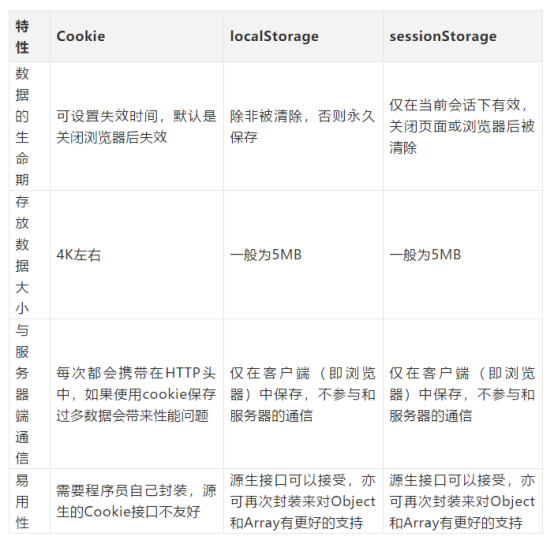 特性
Cookie
localStorage
sessionStorage
数据的生命期
可设置失效时间，默认是
关闭浏览器后失效
除非被清除，否则永久
保存
仅在当前会话下有效，
关闭页面或浏览器后被
清除
存放数据大小
4K左右
一般为5MB
一般为5MB
与服务器端通信
每次都会携带在HTTP头
中，如果使用cookie保存
过多数据会带来性能问题
仅在客户端（即浏览
器）中保存，不参与和
服务器的通信
仅在客户端（即浏览
器）中保存，不参与和
服务器的通信
易用性
需要程序员自己封装，源
生的Cookie接口不友好
源生接口可以接受，亦
可再次封装来对Object
和Array有更好的支持
源生接口可以接受，亦
可再次封装来对Object
和Array有更好的支持